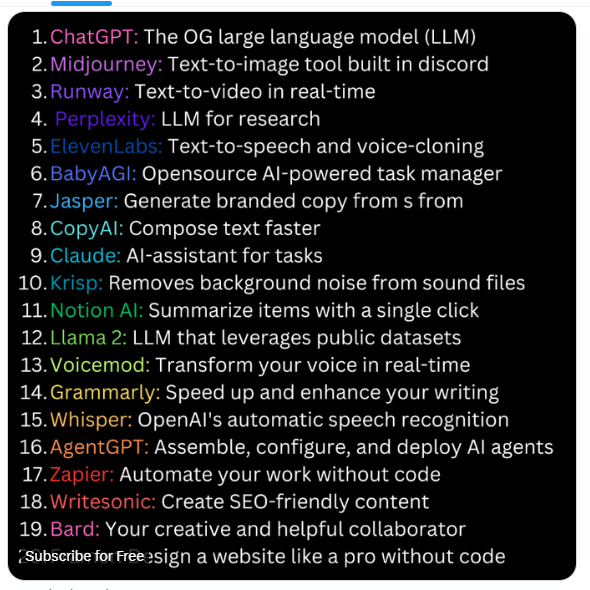 1. ChatGPT: The OG large language model (LLM)
2. Midjourney: Text-to-image tool built in discord
3. Runway: Text-to-video in real-time
4. Perplexity: LLM for research
5. ElevenLabs: Text-to-speech and voice-cloning
6. BabyAGI: Opensource AI-powered task manager
7. Jasper: Generate branded copy from s from
8. CopyAI: Compose text faster
9. Claude: AI-assistant for tasks
10. Krisp: Removes background noise from sound files
11. Notion AI: Summarize items with a single click
12. Llama 2: LLM that leverages public datasets
13. Voicemod: Transform your voice in real-time
14. Grammarly: Speed up and enhance your writing
15. Whisper: OpenAI's automatic speech recognition
16. AgentGPT: Assemble, configure, and deploy AI agents
17. Zapier: Automate your work without code
18. Writesonic: Create SEO-friendly content
19. Bard: Your creative and helpful collaborator
Subscribe for Free esign a website like a pro without code